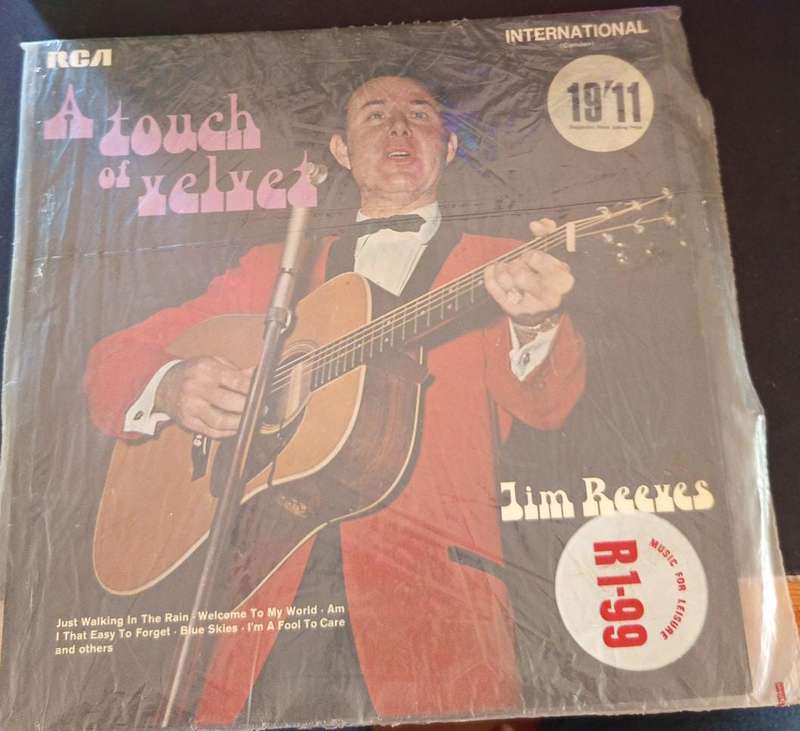 RCA
INTERNATIONAL
(Camden)
A touch
of velvet
19'11
Jim Reeves
MUSIC FOR LEISURE
R1-99
Just Walking In The Rain · Welcome To My World · Am
I That Easy To Forget · Blue Skies · I'm A Fool To Care
and others